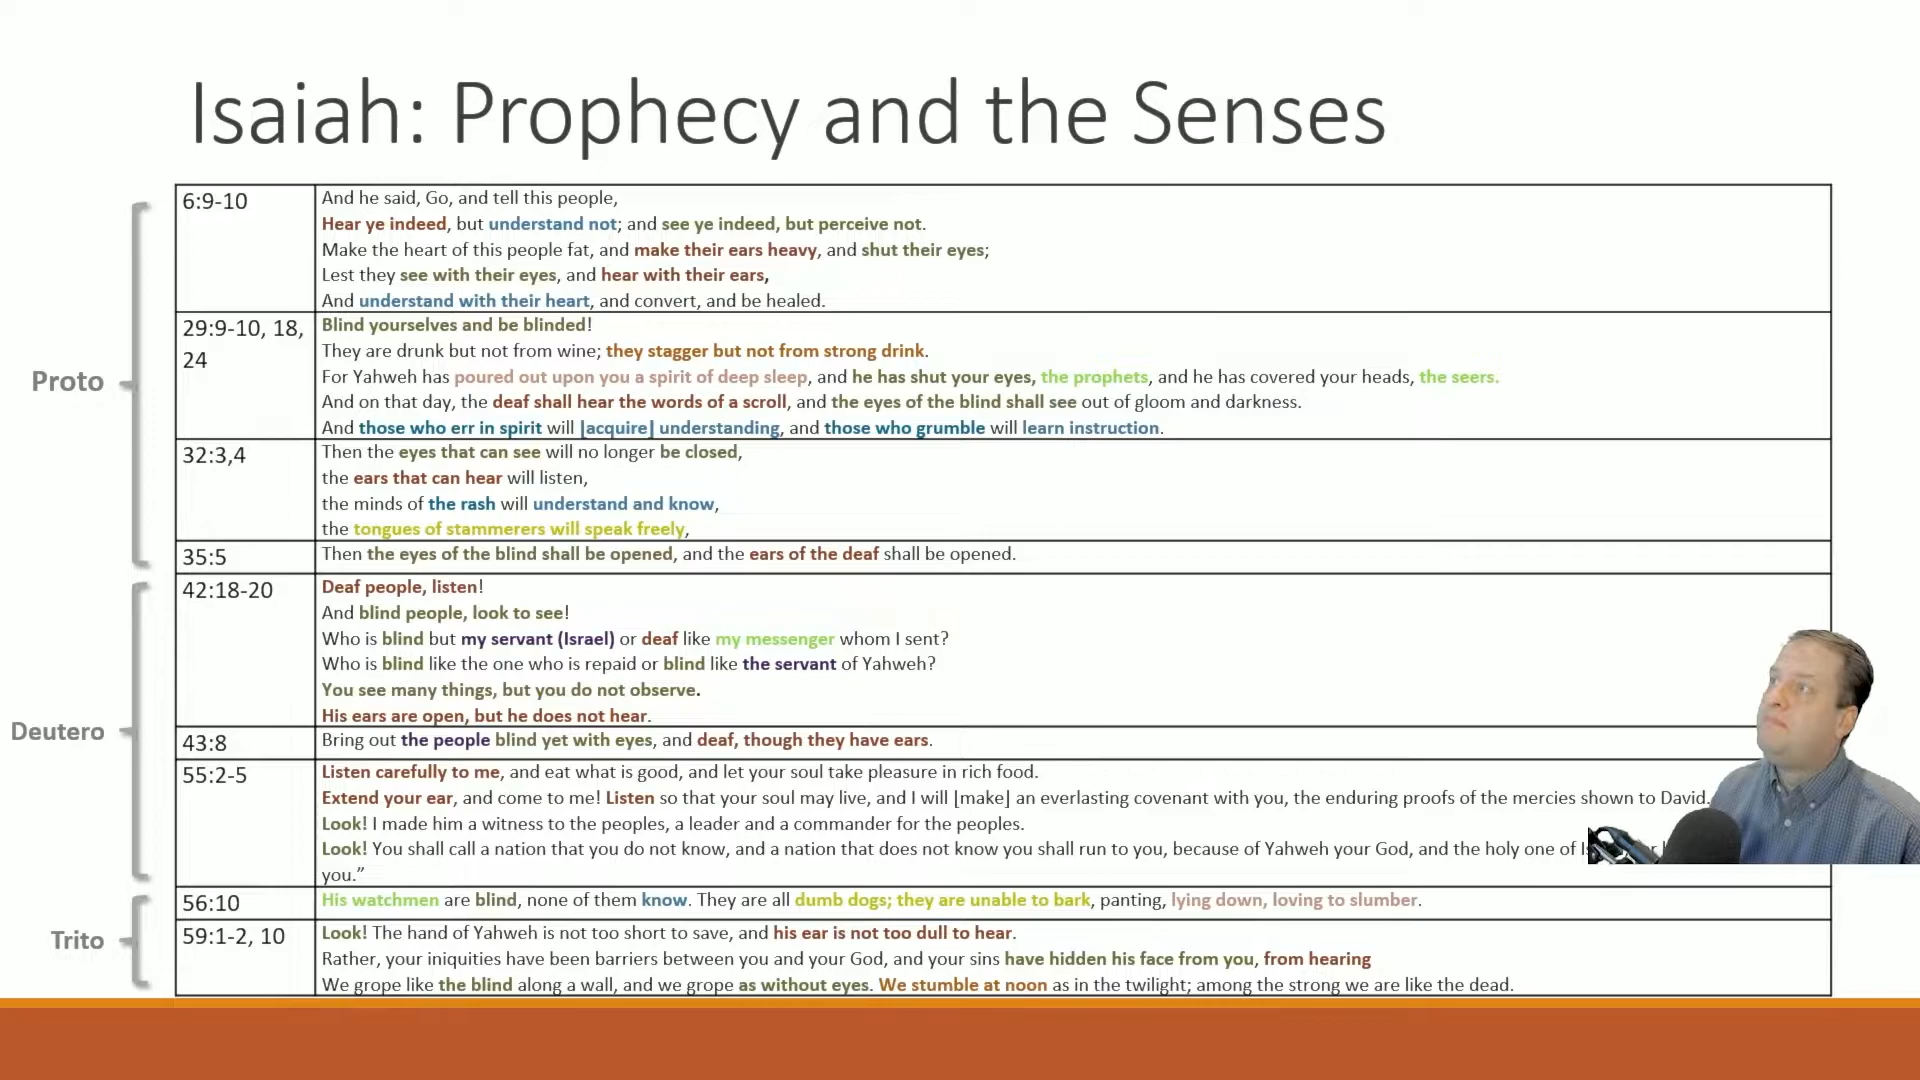 Isaiah: Prophecy and the Senses
Proto
6:9-10
And he said, Go, and tell this people,
Hear ye indeed, but understand not; and see ye indeed, but perceive not.
Make the heart of this people fat, and make their ears heavy, and shut their eyes;
Lest they see with their eyes, and hear with their ears,
And understand with their heart, and convert, and be healed.
29:9-10, 18, 24
Blind yourselves and be blinded!
They are drunk but not from wine; they stagger but not from strong drink.
For Yahweh has poured out upon you a spirit of deep sleep, and he has shut your eyes, the prophets, and he has covered your heads, the seers.
And on that day, the deaf shall hear the words of a scroll, and the eyes of the blind shall see out of gloom and darkness.
And those who err in spirit will ⌊acquire⌋ understanding, and those who grumble will learn instruction.
32:3,4
Then the eyes that can see will no longer be closed,
the ears that can hear will listen,
the minds of the rash will understand and know,
the tongues of stammerers will speak freely,
35:5
Then the eyes of the blind shall be opened, and the ears of the deaf shall be opened.
Deutero
42:18-20
Deaf people, listen!
And blind people, look to see!
Who is blind but my servant (Israel) or deaf like my messenger whom I sent?
Who is blind like the one who is repaid or blind like the servant of Yahweh?
You see many things, but you do not observe.
His ears are open, but he does not hear.
43:8
Bring out the people blind yet with eyes, and deaf, though they have ears.
55:2-5
Listen carefully to me, and eat what is good, and let your soul take pleasure in rich food.
Extend your ear, and come to me! Listen so that your soul may live, and I will ⌊make⌋ an everlasting covenant with you, the enduring proofs of the mercies shown to David.
Look! I made him a witness to the peoples, a leader and a commander for the peoples.
Look! You shall call a nation that you do not know, and a nation that does not know you shall run to you, because of Yahweh your God, and the holy one of
you.”
Trito
56:10
His watchmen are blind, none of them know. They are all dumb dogs; they are unable to bark, panting, lying down, loving to slumber.
59:1-2, 10
Look! The hand of Yahweh is not too short to save, and his ear is not too dull to hear.
Rather, your iniquities have been barriers between you and your God, and your sins have hidden his face from you, from hearing
We grope like the blind along a wall, and we grope as without eyes. We stumble at noon as in the twilight; among the strong we are like the dead.